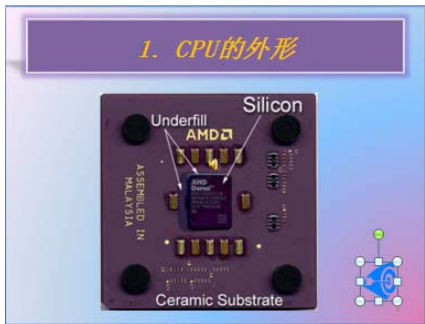 1. CPU的外形
Silicon
Underfill
AMD
ASSEMBLED IN
MALAYSIA
AMD
Duron
Ceramic Substrate